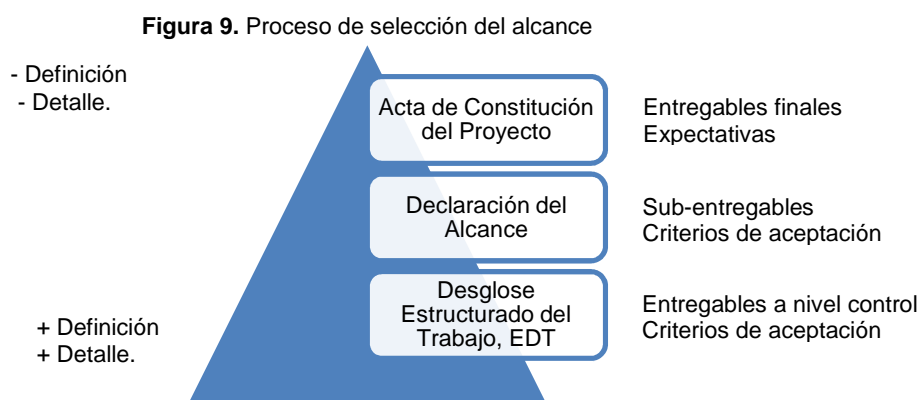 Figura 9. Proceso de selección del alcance
- Definición
- Detalle.
Acta de Constitución
del Proyecto
Entregables finales
Expectativas
Declaración del
Alcance
Sub-entregables
Criterios de aceptación
Desglose
Estructurado del
Trabajo, EDT
Entregables a nivel control
Criterios de aceptación
+ Definición
+ Detalle.